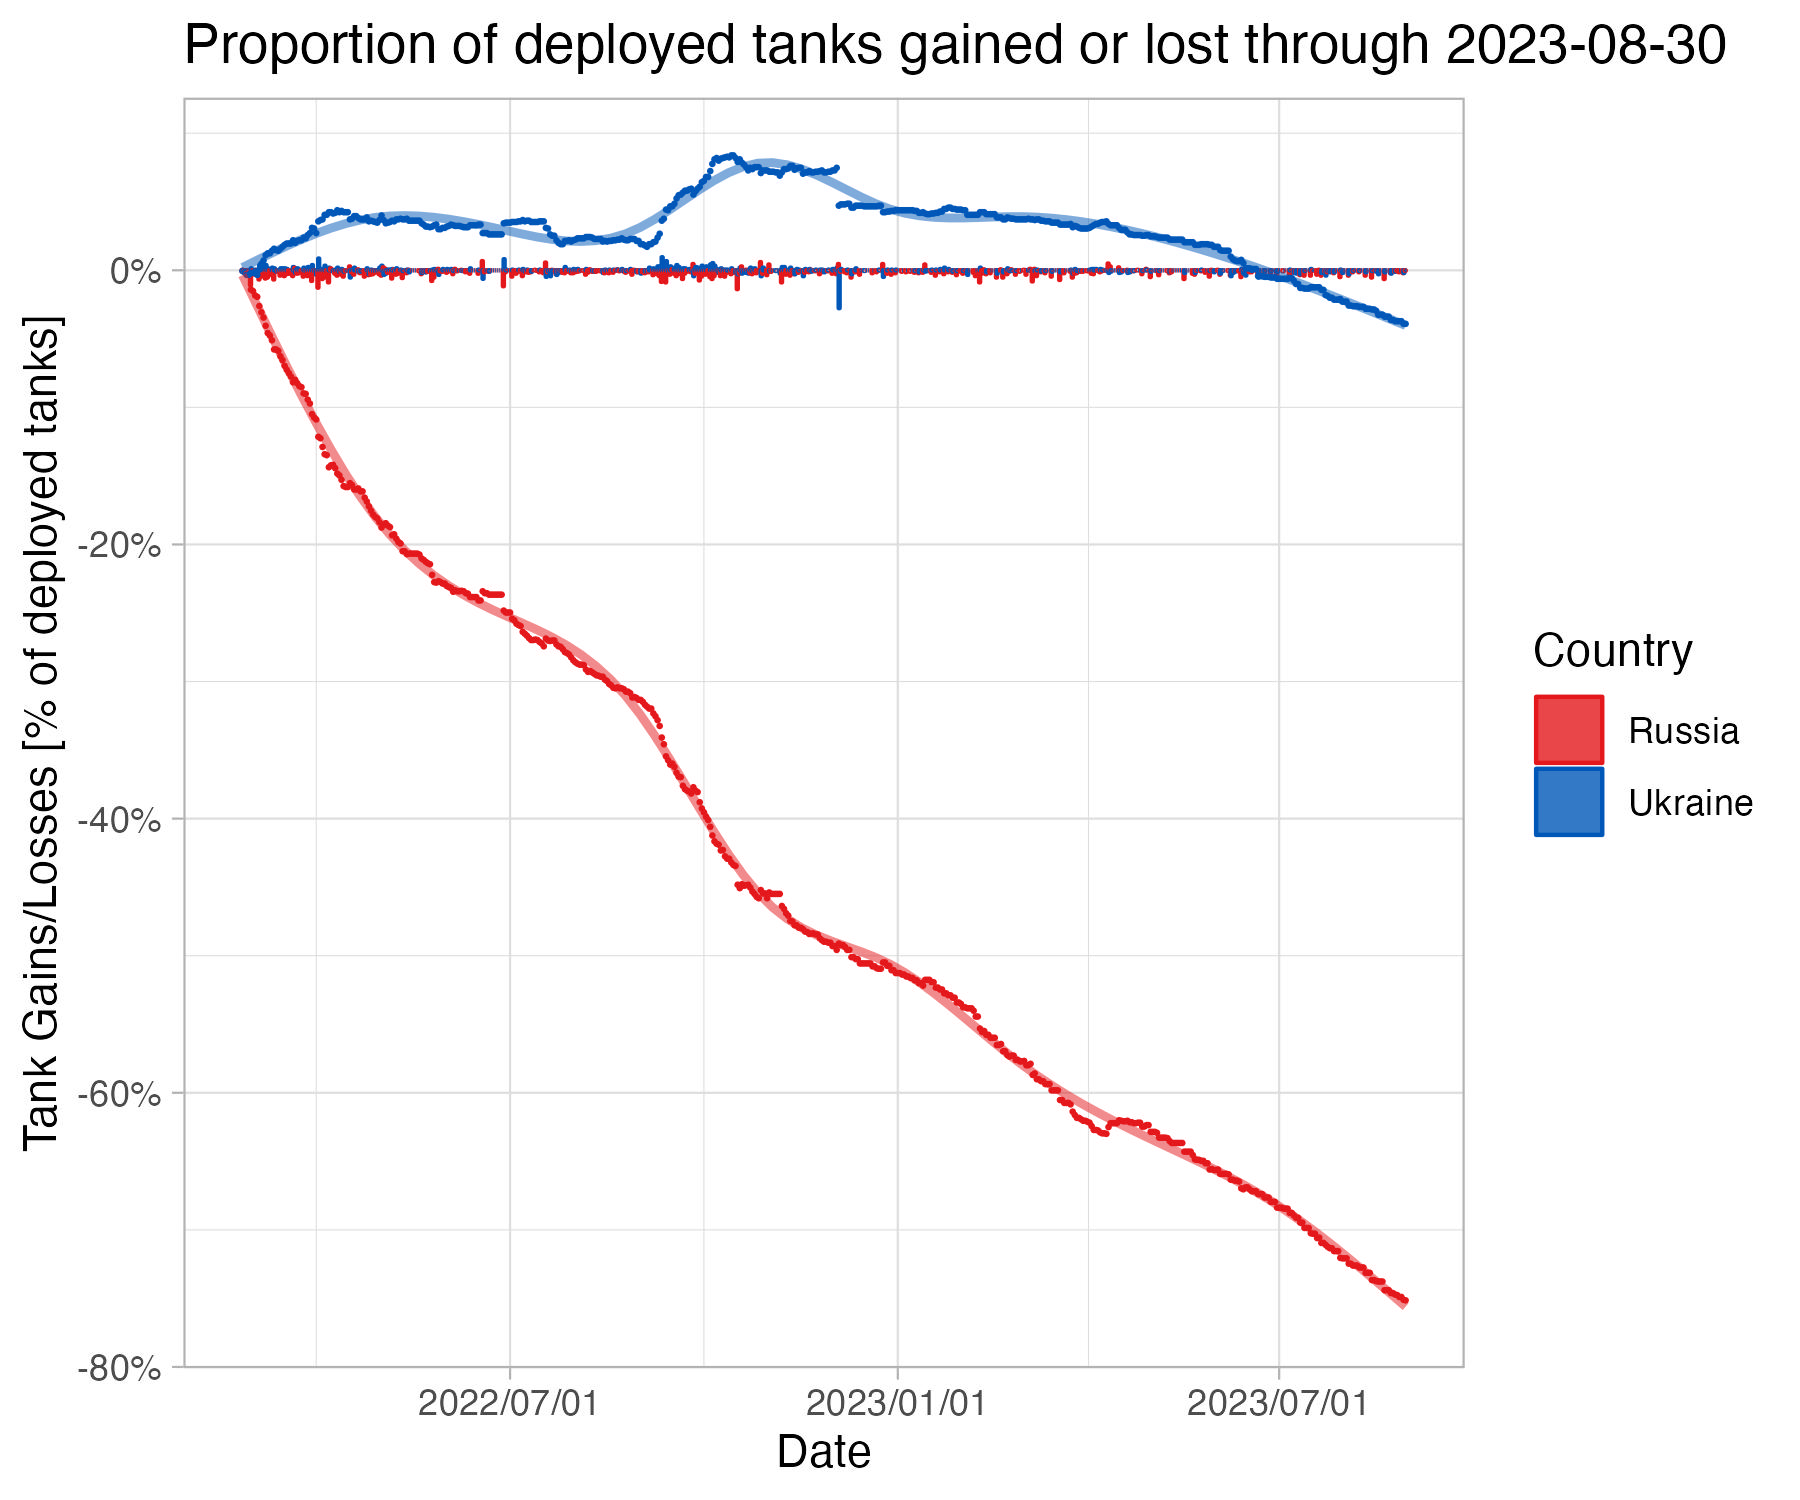 Proportion of deployed tanks gained or lost through 2023-08-30
Tank Gains/Losses [% of deployed tanks]
0%
-20%
-40%
-60%
-80%
2022/07/01
2023/01/01
2023/07/01
Date
Country
Russia
Ukraine